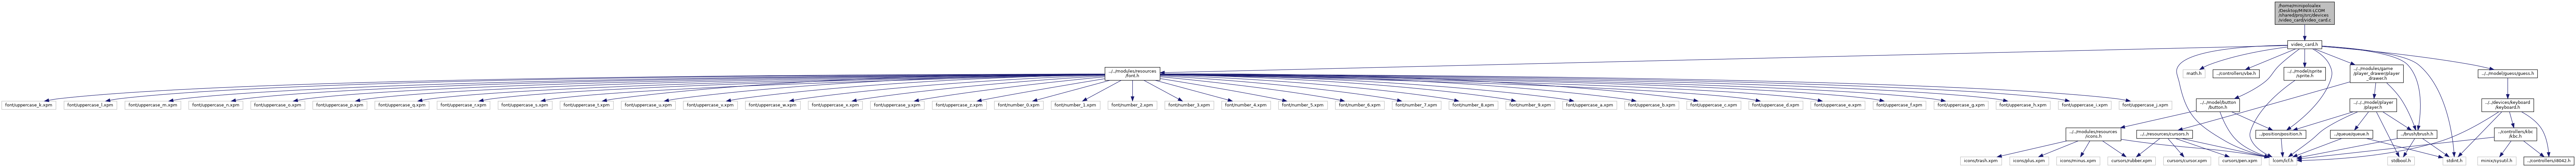 /home/minipoloalex
/Desktop/MINIX-LCOM
/shared/proj/src/devices
/video_card/video_card.c
video_card.h
../../modules/resources
/font.h
math.h
../controllers/vbe.h
../../model/sprite
/sprite.h
../../modules/game
/player_drawer/player
_drawer.h
../../model/guess/guess.h
font/uppercase_k.xpm
font/uppercase_l.xpm
font/uppercase_m.xpm
font/uppercase_n.xpm
font/uppercase_o.xpm
font/uppercase_p.xpm
font/uppercase_q.xpm
font/uppercase_r.xpm
font/uppercase_s.xpm
font/uppercase_t.xpm
font/uppercase_u.xpm
font/uppercase_v.xpm
font/uppercase_w.xpm
font/uppercase_x.xpm
font/uppercase_y.xpm
font/uppercase_z.xpm
font/number_0.xpm
font/number_1.xpm
font/number_2.xpm
font/number_3.xpm
font/number_4.xpm
font/number_5.xpm
font/number_6.xpm
font/number_7.xpm
font/number_8.xpm
font/number_9.xpm
font/uppercase_a.xpm
font/uppercase_b.xpm
font/uppercase_c.xpm
font/uppercase_d.xpm
font/uppercase_e.xpm
font/uppercase_f.xpm
font/uppercase_g.xpm
font/uppercase_h.xpm
font/uppercase_i.xpm
font/uppercase_j.xpm
../../model/button
/button.h
../../../model/player
/player.h
../../devices/keyboard
/keyboard.h
../../modules/resources
/icons.h
../../resources/cursors.h
../position/position.h
../queue/queue.h
../brush/brush.h
../controllers/kbc
/kbc.h
icons/trash.xpm
icons/plus.xpm
icons/minus.xpm
cursors/rubber.xpm
cursors/cursor.xpm
cursors/pen.xpm
lcom/lcf.h
stdbool.h
stdint.h
minix/sysutil.h
../controllers/i8042.h